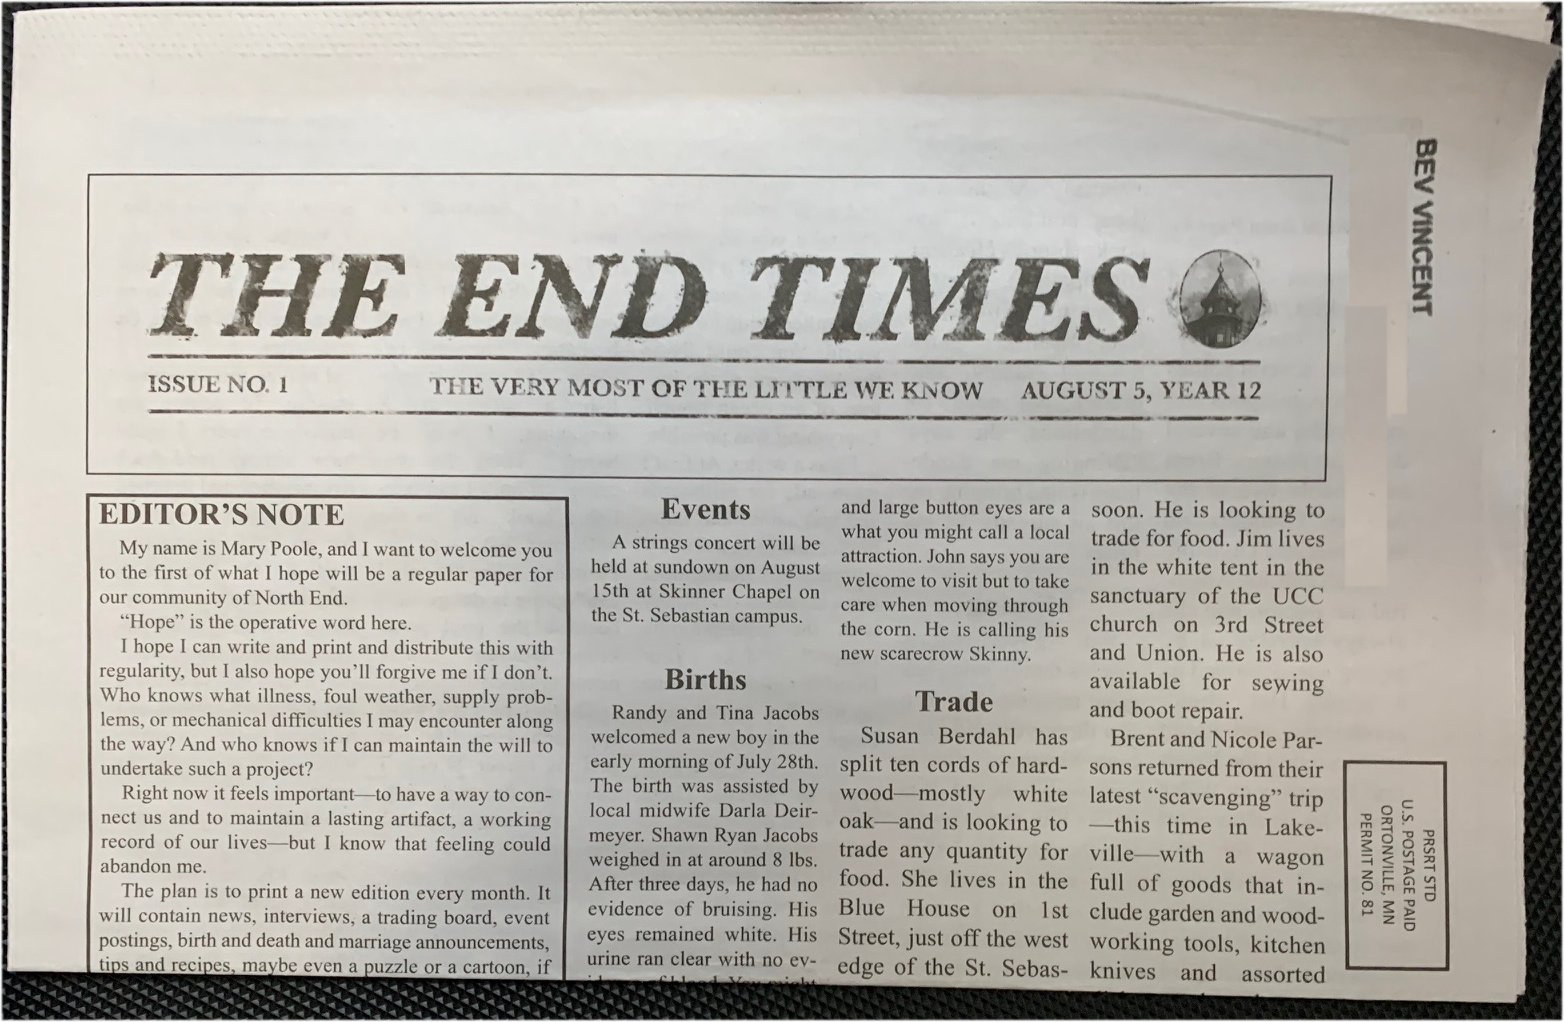 THE END TIMES
ISSUE NO. 1
THE VERY MOST OF THE LITTLE WE KNOW
AUGUST 5, YEAR 12
EDITOR'S NOTE
My name is Mary Poole, and I want to welcome you
to the first of what I hope will be a regular paper for
our community of North End.
“Hope” is the operative word here.
I hope I can write and print and distribute this with
regularity, but I also hope you’ll forgive me if I don’t.
Who knows what illness, foul weather, supply prob-
lems, or mechanical difficulties I may encounter along
the way? And who knows if I can maintain the will to
undertake such a project?
Right now it feels important—to have a way to con-
nect us and to maintain a lasting artifact, a working
record of our lives—but I know that feeling could
abandon me.
The plan is to print a new edition every month. It
will contain news, interviews, a trading board, event
postings, birth and death and marriage announcements,
tips and recipes, maybe even a puzzle or a cartoon, if
Events
A strings concert will be
held at sundown on August
15th at Skinner Chapel on
the St. Sebastian campus.
Births
Randy and Tina Jacobs
welcomed a new boy in the
early morning of July 28th.
The birth was assisted by
local midwife Darla Deir-
meyer. Shawn Ryan Jacobs
weighed in at around 8 lbs.
After three days, he had no
evidence of bruising. His
eyes remained white. His
urine ran clear with no ev-
and large button eyes are a
what you might call a local
attraction. John says you are
welcome to visit but to take
care when moving through
the corn. He is calling his
new scarecrow Skinny.
Trade
Susan Berdahl has
split ten cords of hard-
wood—mostly white
oak—and is looking to
trade any quantity for
food. She lives in the
Blue House on 1st
Street, just off the west
edge of the St. Sebas-
soon. He is looking to
trade for food. Jim lives
in the white tent in the
sanctuary of the UCC
church on 3rd Street
and Union. He is also
available for sewing
and boot repair.
Brent and Nicole Par-
sons returned from their
latest “scavenging” trip
—this time in Lake-
ville—with a wagon
full of goods that in-
clude garden and wood-
working tools, kitchen
knives and assorted
BEV VINCENT
PRSRT STD
U.S. POSTAGE PAID
ORTONVILLE, MN
PERMIT NO. 81